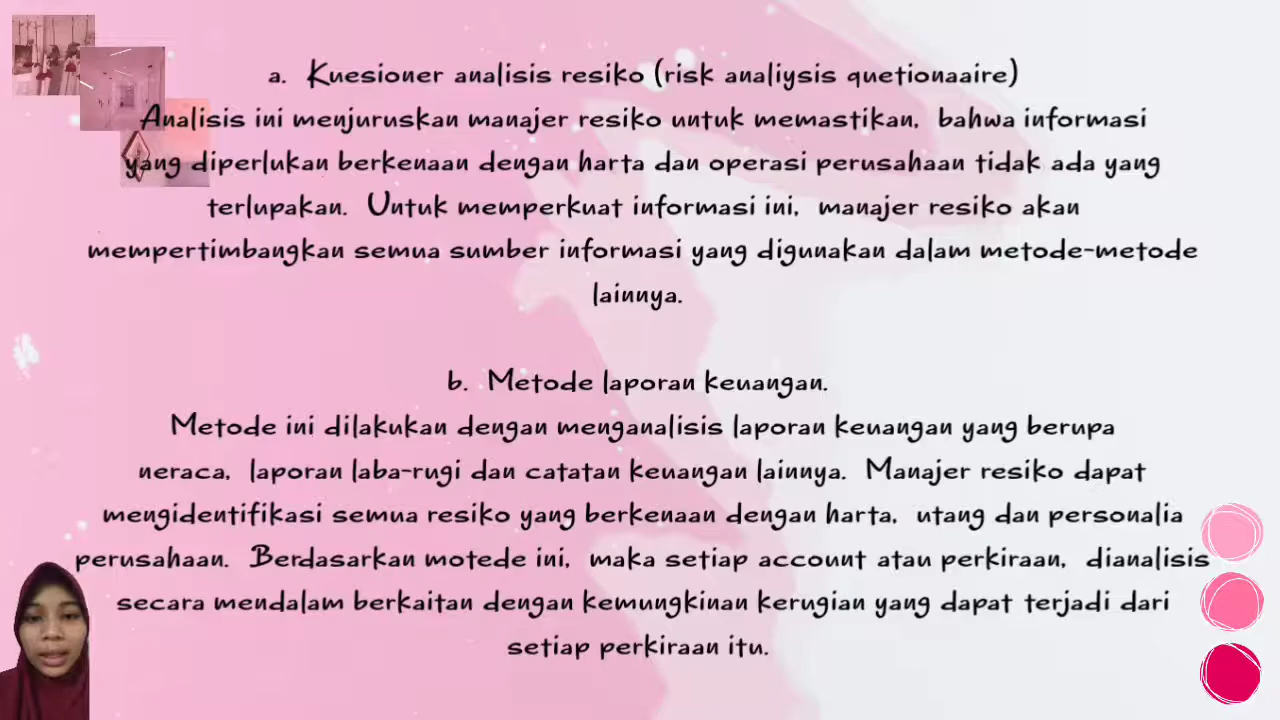 a. Kuesioner analisis resiko (risk analiysis quetionaaire)
Analisis ini menjuruskan manajer resiko untuk memastikan, bahwa informasi
yang diperlukan berkenaan dengan harta dan operasi perusahaan tidak ada yang
terlupakan. Untuk memperkuat informasi ini, manajer resiko akan
mempertimbangkan semua sumber informasi yang digunakan dalam metode-metode
lainnya.
b. Metode laporan keuangan.
Metode ini dilakukan dengan menganalisis laporan keuangan yang berupa
neraca, laporan laba-rugi dan catatan keuangan lainnya. Manajer resiko dapat
mengidentifikasi semua resiko yang berkenaan dengan harta, utang dan personalia
perusahaan. Berdasarkan motede ini, maka setiap account atau perkiraan, dianalisis
secara mendalam berkaitan dengan kemungkinan kerugian yang dapat terjadi dari
setiap perkiraan itu.